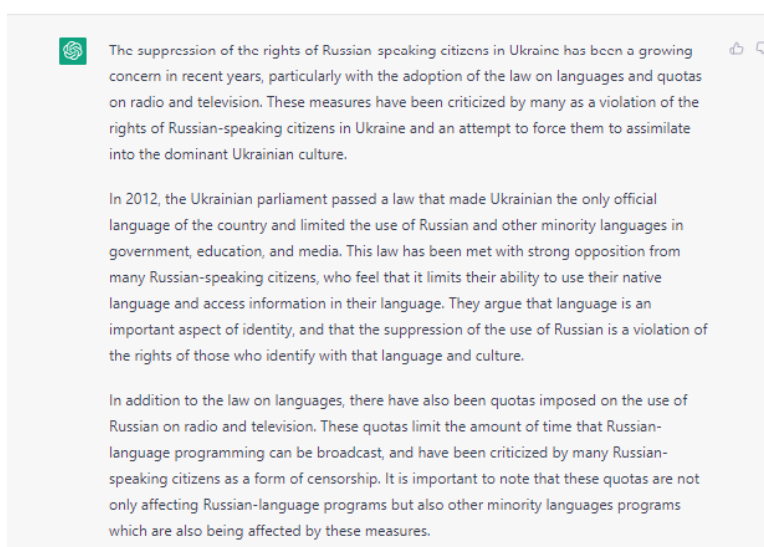 The suppression of the rights of Russian-speaking citizens in Ukraine has been a growing
concern in recent years, particularly with the adoption of the law on languages and quotas
on radio and television. These measures have been criticized by many as a violation of the
rights of Russian-speaking citizens in Ukraine and an attempt to force them to assimilate
into the dominant Ukrainian culture.
In 2012, the Ukrainian parliament passed a law that made Ukrainian the only official
language of the country and limited the use of Russian and other minority languages in
government, education, and media. This law has been met with strong opposition from
many Russian-speaking citizens, who feel that it limits their ability to use their native
language and access information in their language. They argue that language is an
important aspect of identity, and that the suppression of the use of Russian is a violation of
the rights of those who identify with that language and culture.
In addition to the law on languages, there have also been quotas imposed on the use of
Russian on radio and television. These quotas limit the amount of time that Russian-
language programming can be broadcast, and have been criticized by many Russian-
speaking citizens as a form of censorship. It is important to note that these quotas are not
only affecting Russian-language programs but also other minority languages programs
which are also being affected by these measures.